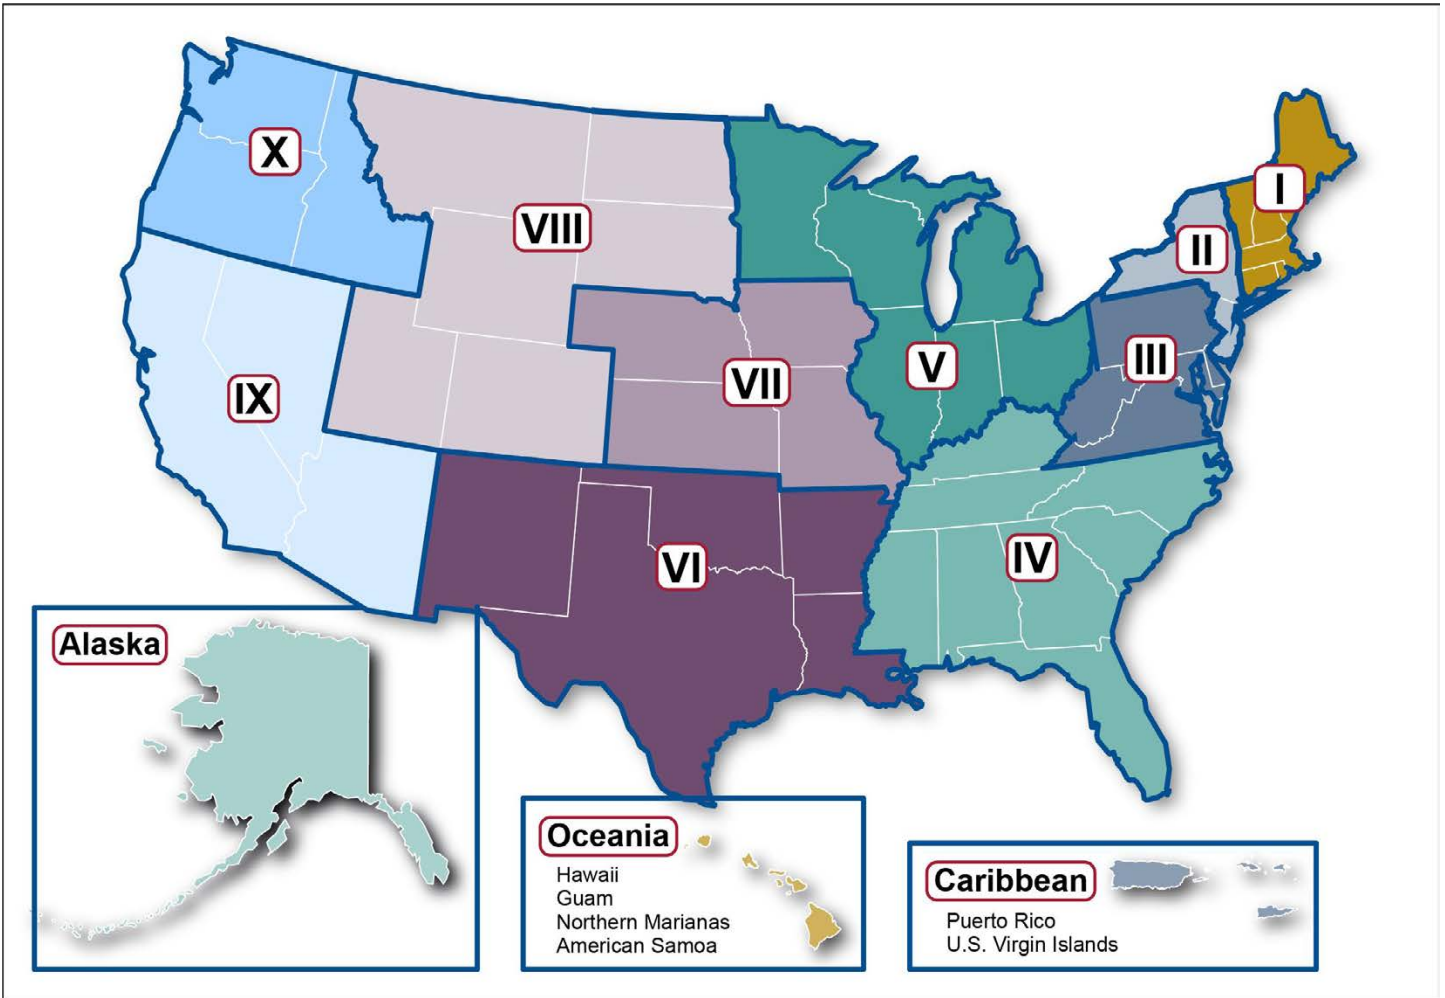 X
VIII
I
II
III
V
VII
IX
IV
VI
Alaska
Oceania
Hawaii
Guam
Northern Marianas
American Samoa
Caribbean
Puerto Rico
U.S. Virgin Islands